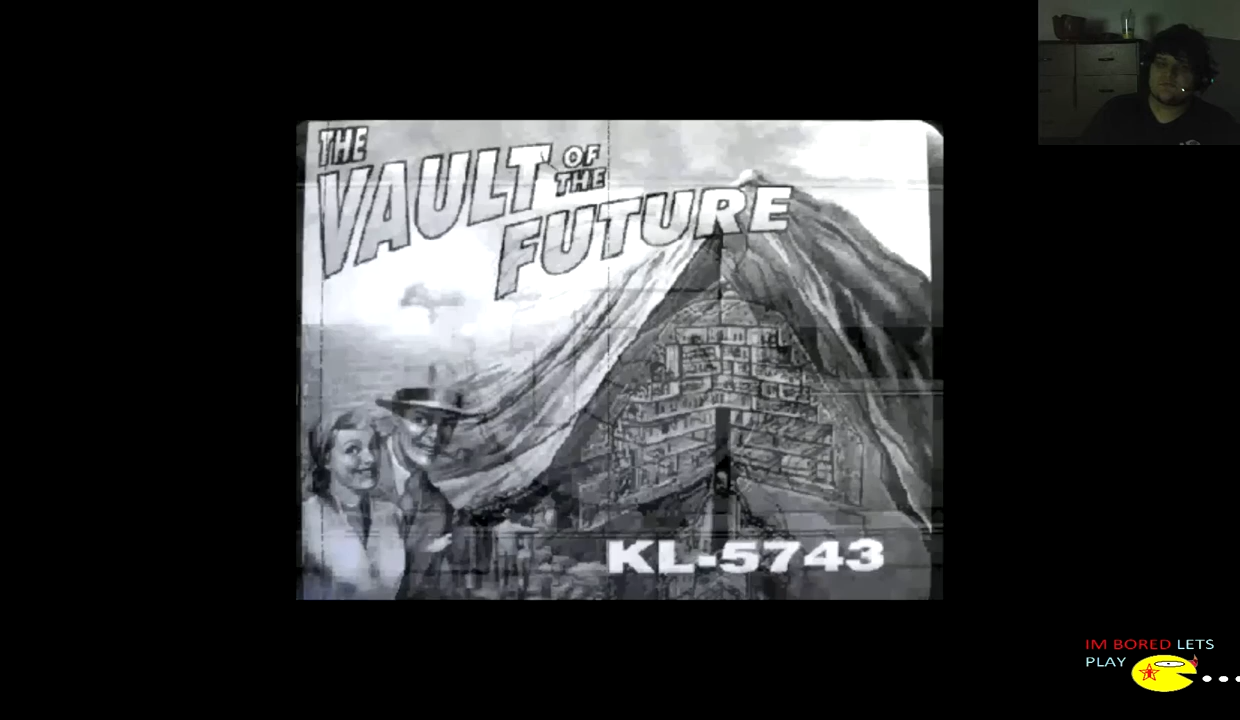 THE
VAULT OF
THE
FUTURE
KL-5743
IM BORED LETS
PLAY